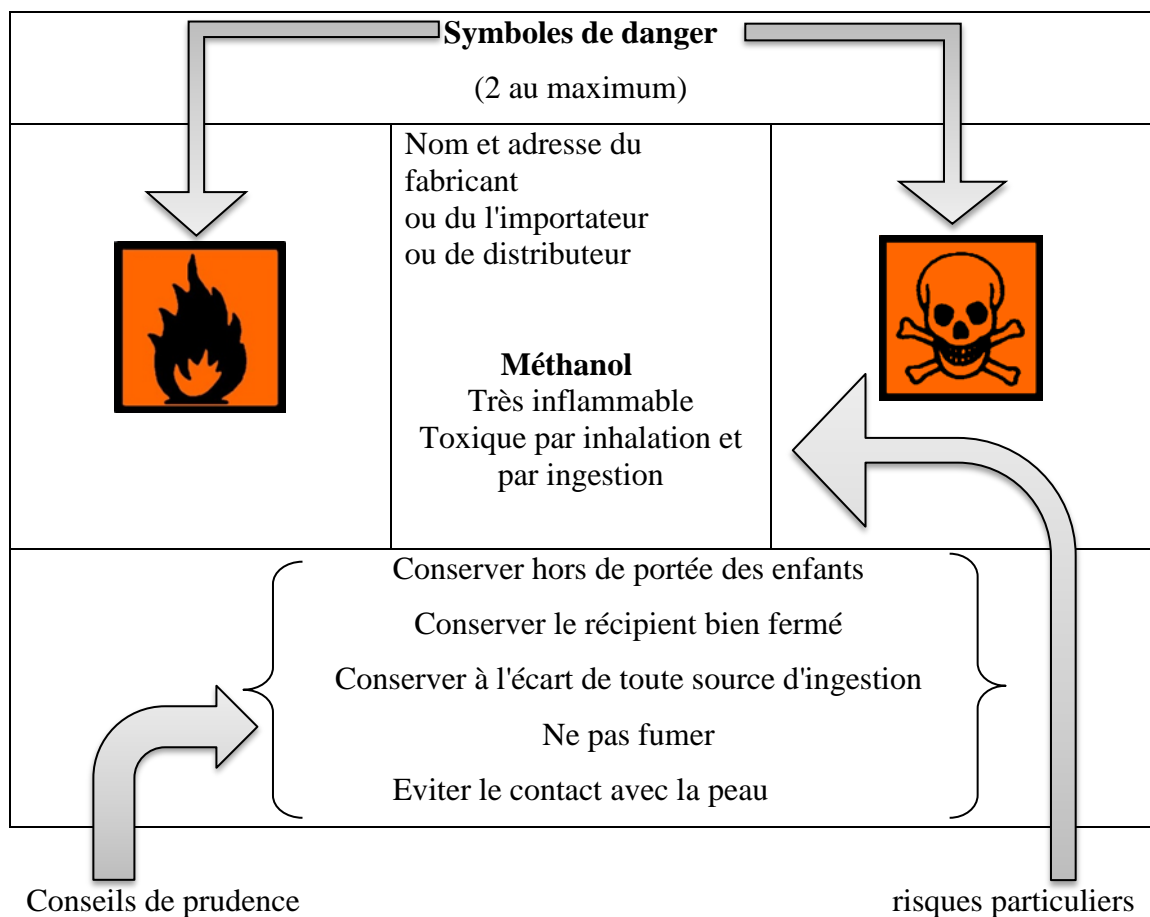 Symboles de danger
(2 au maximum)
Nom et adresse du
fabricant
ou du l'importateur
ou de distributeur
Méthanol
Très inflammable
Toxique par inhalation et
par ingestion
Conserver hors de portée des enfants
Conserver le récipient bien fermé
Conserver à l'écart de toute source d'ingestion
Ne pas fumer
Eviter le contact avec la peau
Conseils de prudence
risques particuliers